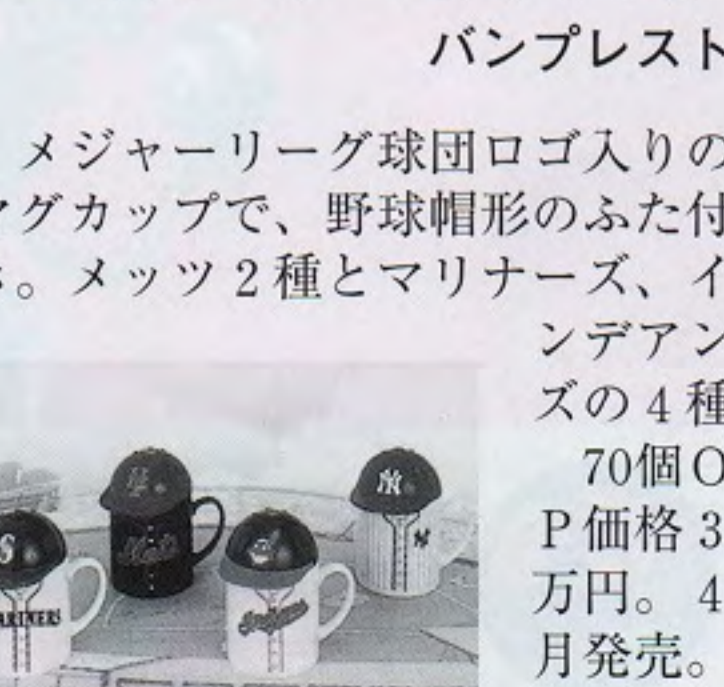 バンプレスト
メジャーリーグ球団ロゴ入りの
グカップで、野球帽形のふた付
。メッツ2種とマリナーズ、イ
ンデアン
ズの4種
70個O
P価格3
万円。4
月発売。
S
ARINERS
Mets
NY
Indians